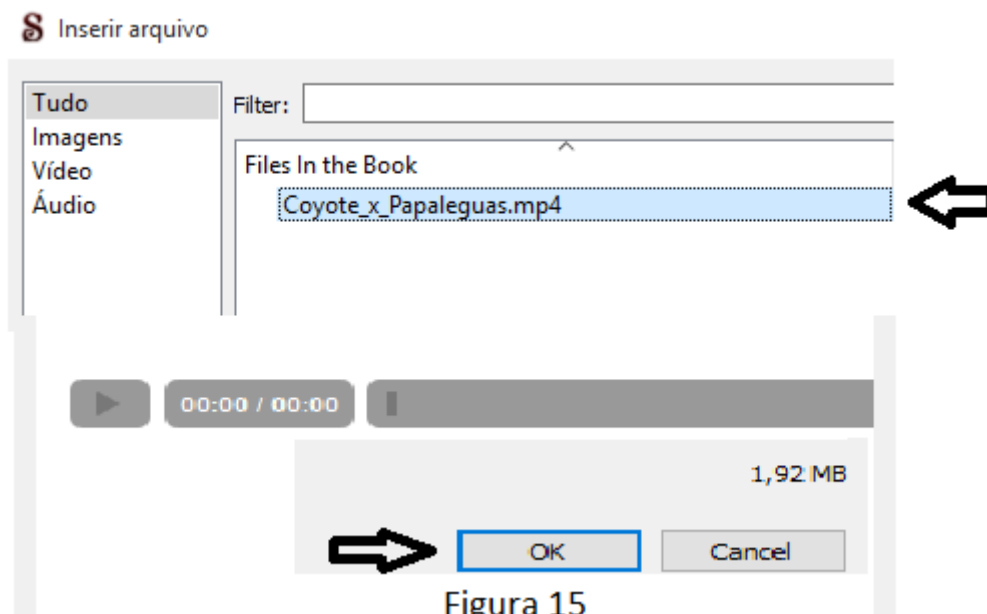 Inserir arquivo
Tudo
Imagens
Vídeo
Áudio
Filter:
Files In the Book
Coyote_x_Papaleguas.mp4
00:00 / 00:00
1,92 MB
OK
Cancel
Figura 15